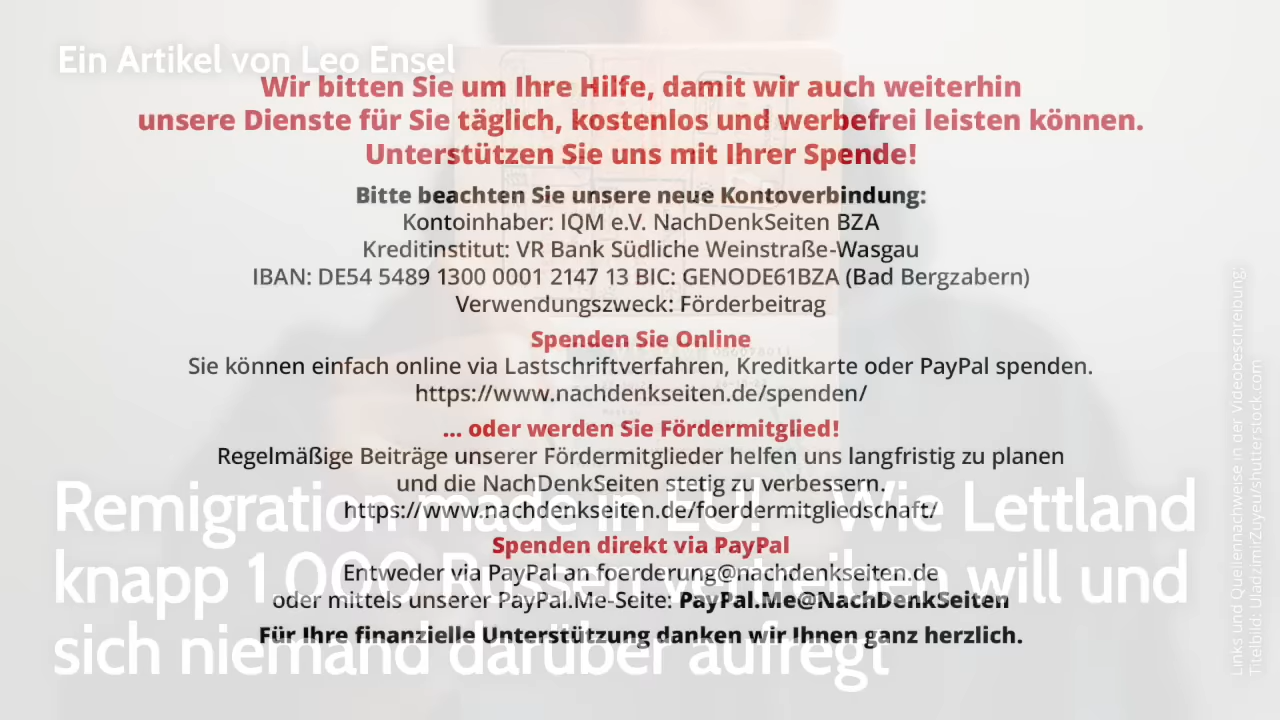 Ein Artikel von Leo Ensel
Wir bitten Sie um Ihre Hilfe, damit wir auch weiterhin
unsere Dienste für Sie täglich, kostenlos und werbefrei leisten können.
Unterstützen Sie uns mit Ihrer Spende!
Bitte beachten Sie unsere neue Kontoverbindung:
Kontoinhaber: IQM e.V. NachDenkSeiten BZA
Kreditinstitut: VR Bank Südliche Weinstraße-Wasgau
IBAN: DE54 5489 1300 0001 2147 13 BIC: GENODE61BZA (Bad Bergzabern)
Verwendungszweck: Förderbeitrag
Spenden Sie Online
Sie können einfach online via Lastschriftverfahren, Kreditkarte oder PayPal spenden.
https://www.nachdenkseiten.de/spenden/
... oder werden Sie Fördermitglied!
Regelmäßige Beiträge unserer Fördermitglieder helfen uns langfristig zu planen
und die NachDenkSeiten stetig zu verbessern.
https://www.nachdenkseiten.de/foerdermitgliedschaft/
Spenden direkt via PayPal
Entweder via PayPal an foerderung@nachdenkseiten.de
oder mittels unserer PayPal.Me-Seite: PayPal.Me@NachDenkSeiten
Für Ihre finanzielle Unterstützung danken wir Ihnen ganz herzlich.
Remigration made in EU! – Wie Lettland
knapp 1.000 Russen vertreiben will und
sich niemand darüber aufregt
Links und Quellennachweise in der Videobeschreibung;
Titelbild: UladzimirZuyeu/shutterstock.com